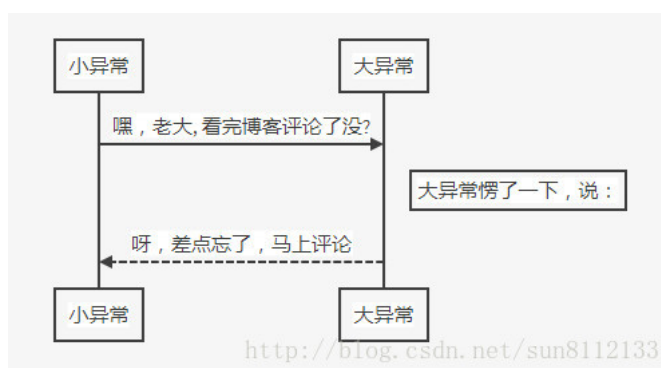 小异常
大异常
嘿，老大,看完博客评论了没?
大异常愣了一下，说：
呀，差点忘了，马上评论
小异常
大异常
http://blog.csdn.net/sun8112133